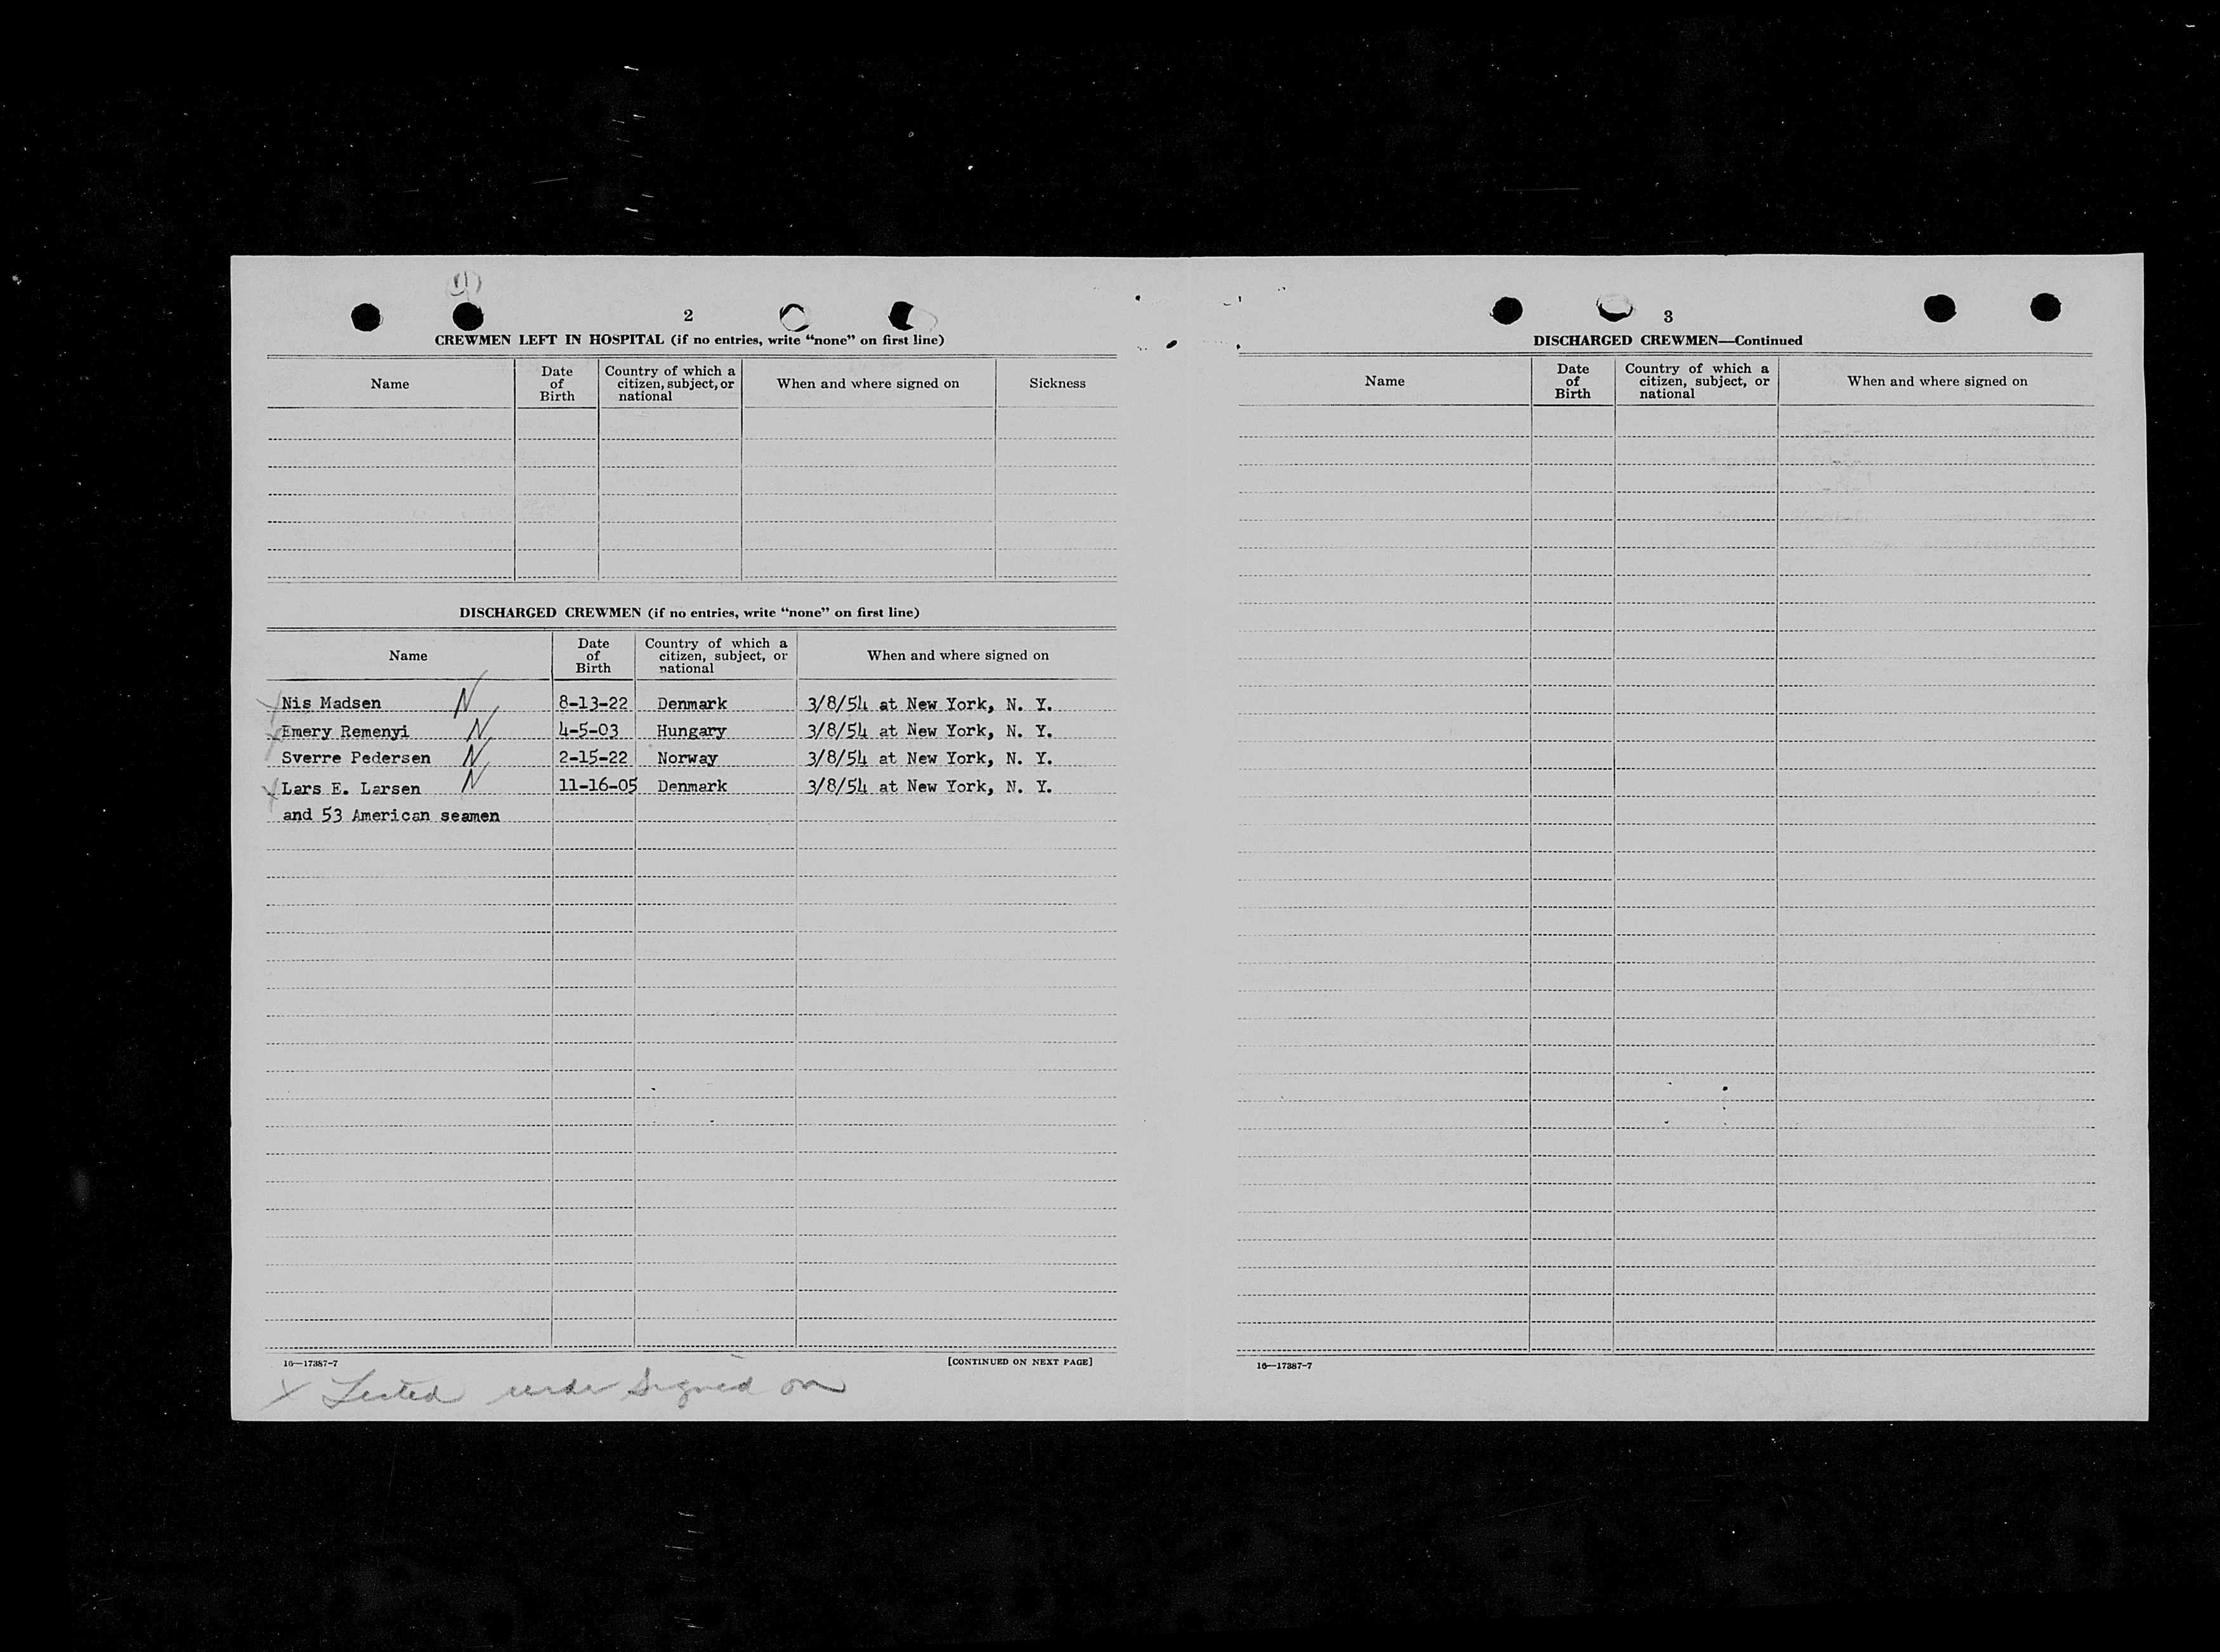 2
CREWMEN LEFT IN HOSPITAL (if no entries, write “none” on first line)
Name
Date of Birth
Country of which a citizen, subject, or national
When and where signed on
Sickness
DISCHARGED CREWMEN (if no entries, write “none” on first line)
Name
Date of Birth
Country of which a citizen, subject, or national
When and where signed on
Nis Madsen N 8-13-22 Denmark 3/8/54 at New York, N. Y.
Emery Remenyi N 4-5-03 Hungary 3/8/54 at New York, N. Y.
Sverre Pedersen N 2-15-22 Norway 3/8/54 at New York, N. Y.
Lars E. Larsen N 11-16-05 Denmark 3/8/54 at New York, N. Y.
and 53 American seamen
16—17387-7
[CONTINUED ON NEXT PAGE]
X Listed under Signed on
3
DISCHARGED CREWMEN—Continued
Name
Date of Birth
Country of which a citizen, subject, or national
When and where signed on
16—17387-7